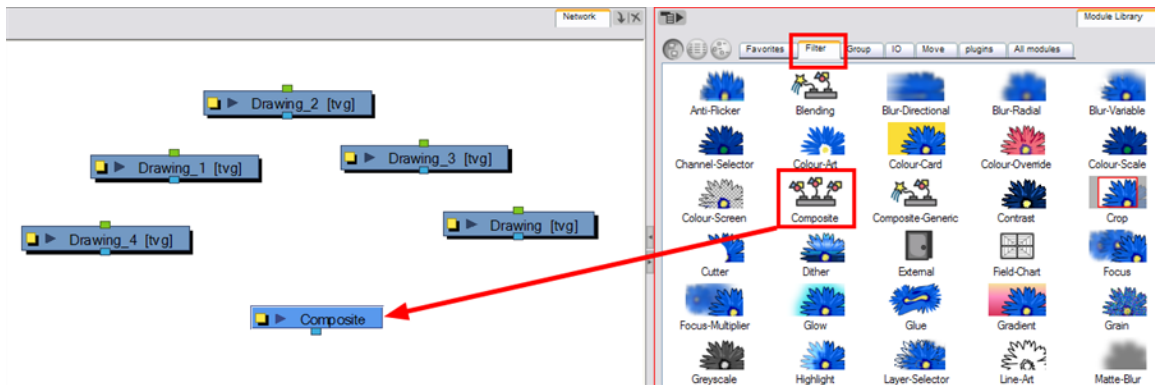 Network
Module Library
Favorites Filter Group IO Move plugins All modules
Drawing_2 [tvg]
Drawing_1 [tvg]
Drawing_3 [tvg]
Drawing_4 [tvg]
Drawing [tvg]
Composite
Anti-Flicker Blending Blur-Directional Blur-Radial Blur-Variable
Channel-Selector Colour-Art Colour-Card Colour-Override Colour-Scale
Colour-Screen Composite Composite-Generic Contrast Crop
Cutter Dither External Field-Chart Focus
Focus-Multiplier Glow Glue Gradient Grain
Greyscale Highlight Layer-Selector Line-Art Matte-Blur